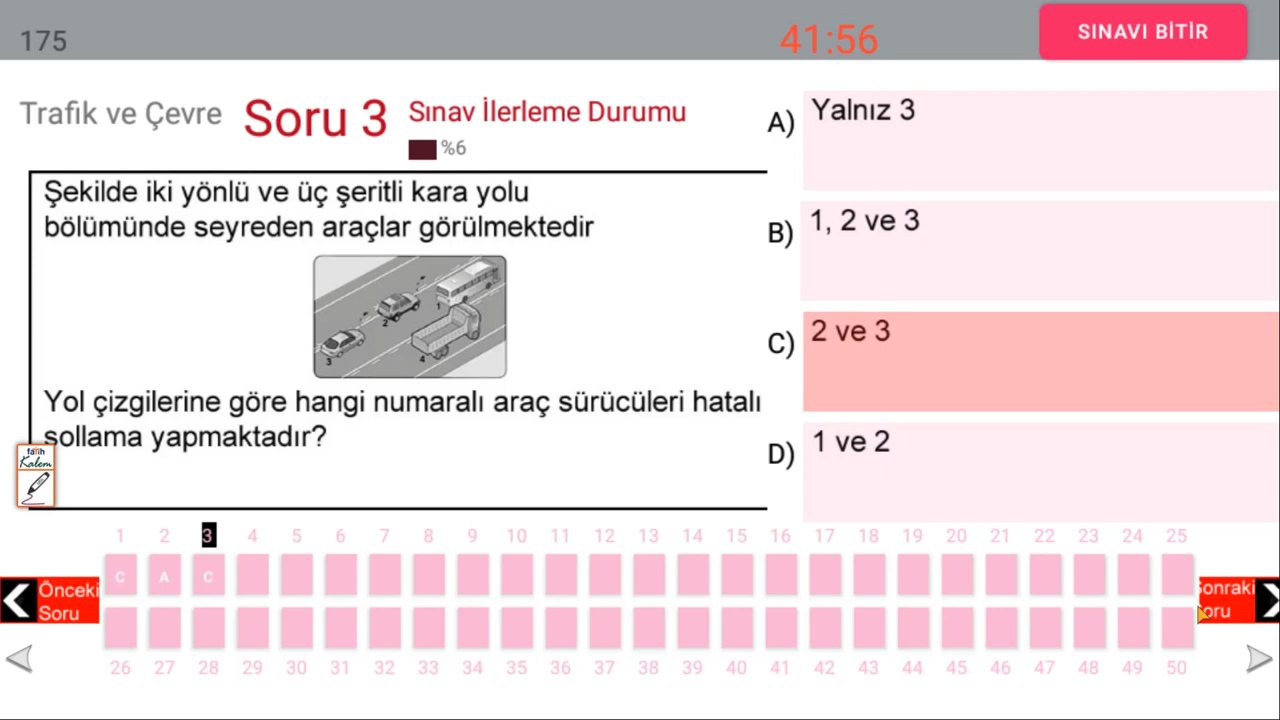 175
41:56
SINAVI BİTİR
Trafik ve Çevre
Soru 3
Sınav İlerleme Durumu
%6
Şekilde iki yönlü ve üç şeritli kara yolu
bölümünde seyreden araçlar görülmektedir
1
2
3
4
Yol çizgilerine göre hangi numaralı araç sürücüleri hatalı
sollama yapmaktadır?
A) Yalnız 3
B) 1, 2 ve 3
C) 2 ve 3
D) 1 ve 2
fatih
Kalem
1 2 3 4 5 6 7 8 9 10 11 12 13 14 15 16 17 18 19 20 21 22 23 24 25
C A C
Önceki
Soru
Sonraki
oru
26 27 28 29 30 31 32 33 34 35 36 37 38 39 40 41 42 43 44 45 46 47 48 49 50